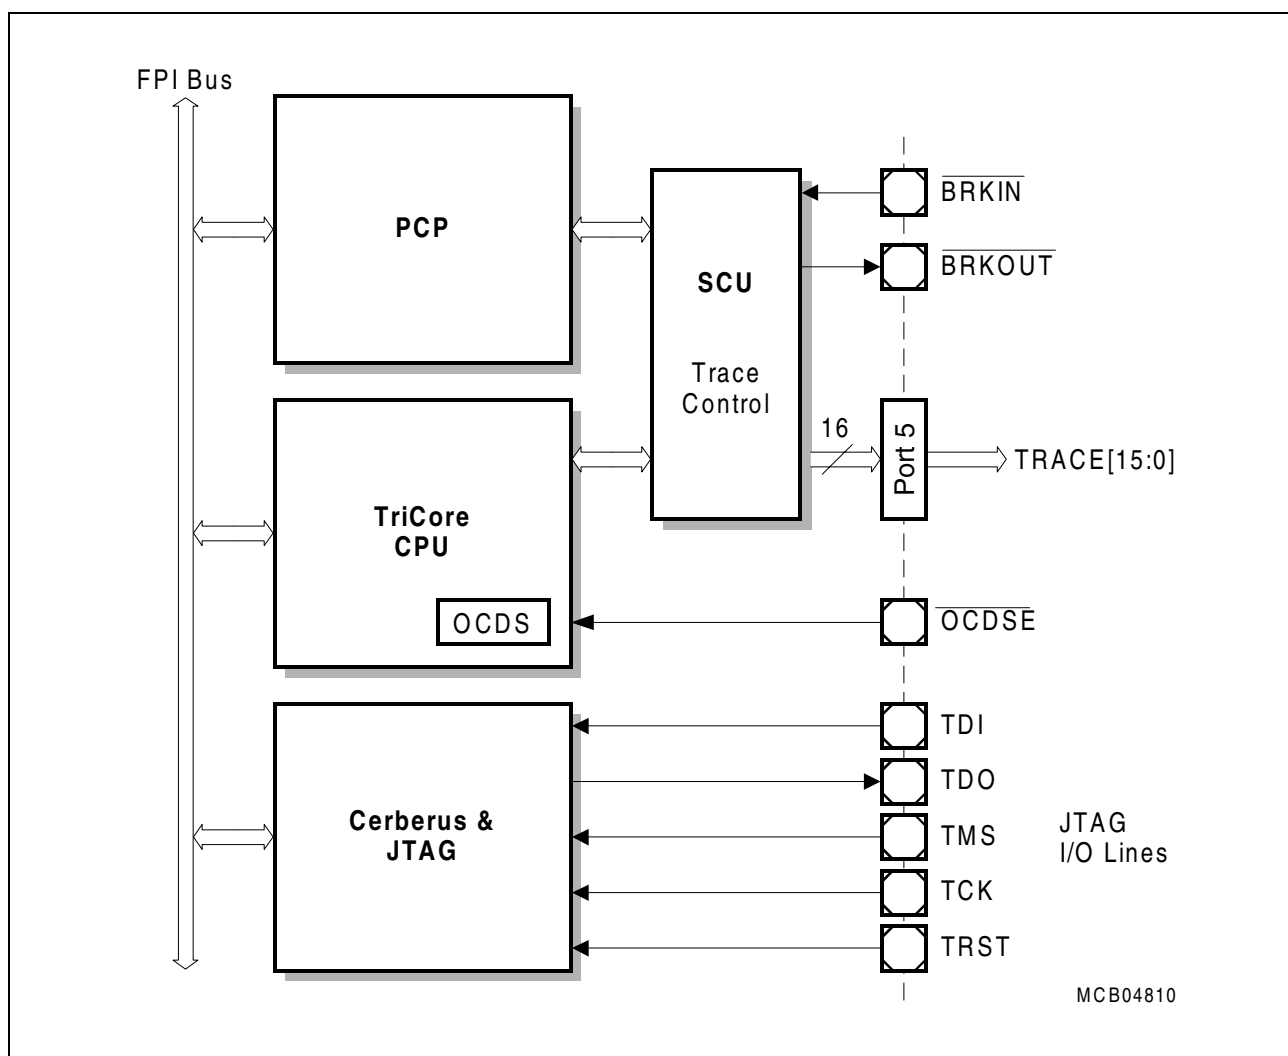 FPI Bus
PCP
SCU
Trace
Control
BRKIN
BRKOUT
16
Port 5
TRACE[15:0]
TriCore
CPU
OCDS
OCDSE
Cerberus &
JTAG
TDI
TDO
TMS
TCK
TRST
JTAG
I/O Lines
MCB04810